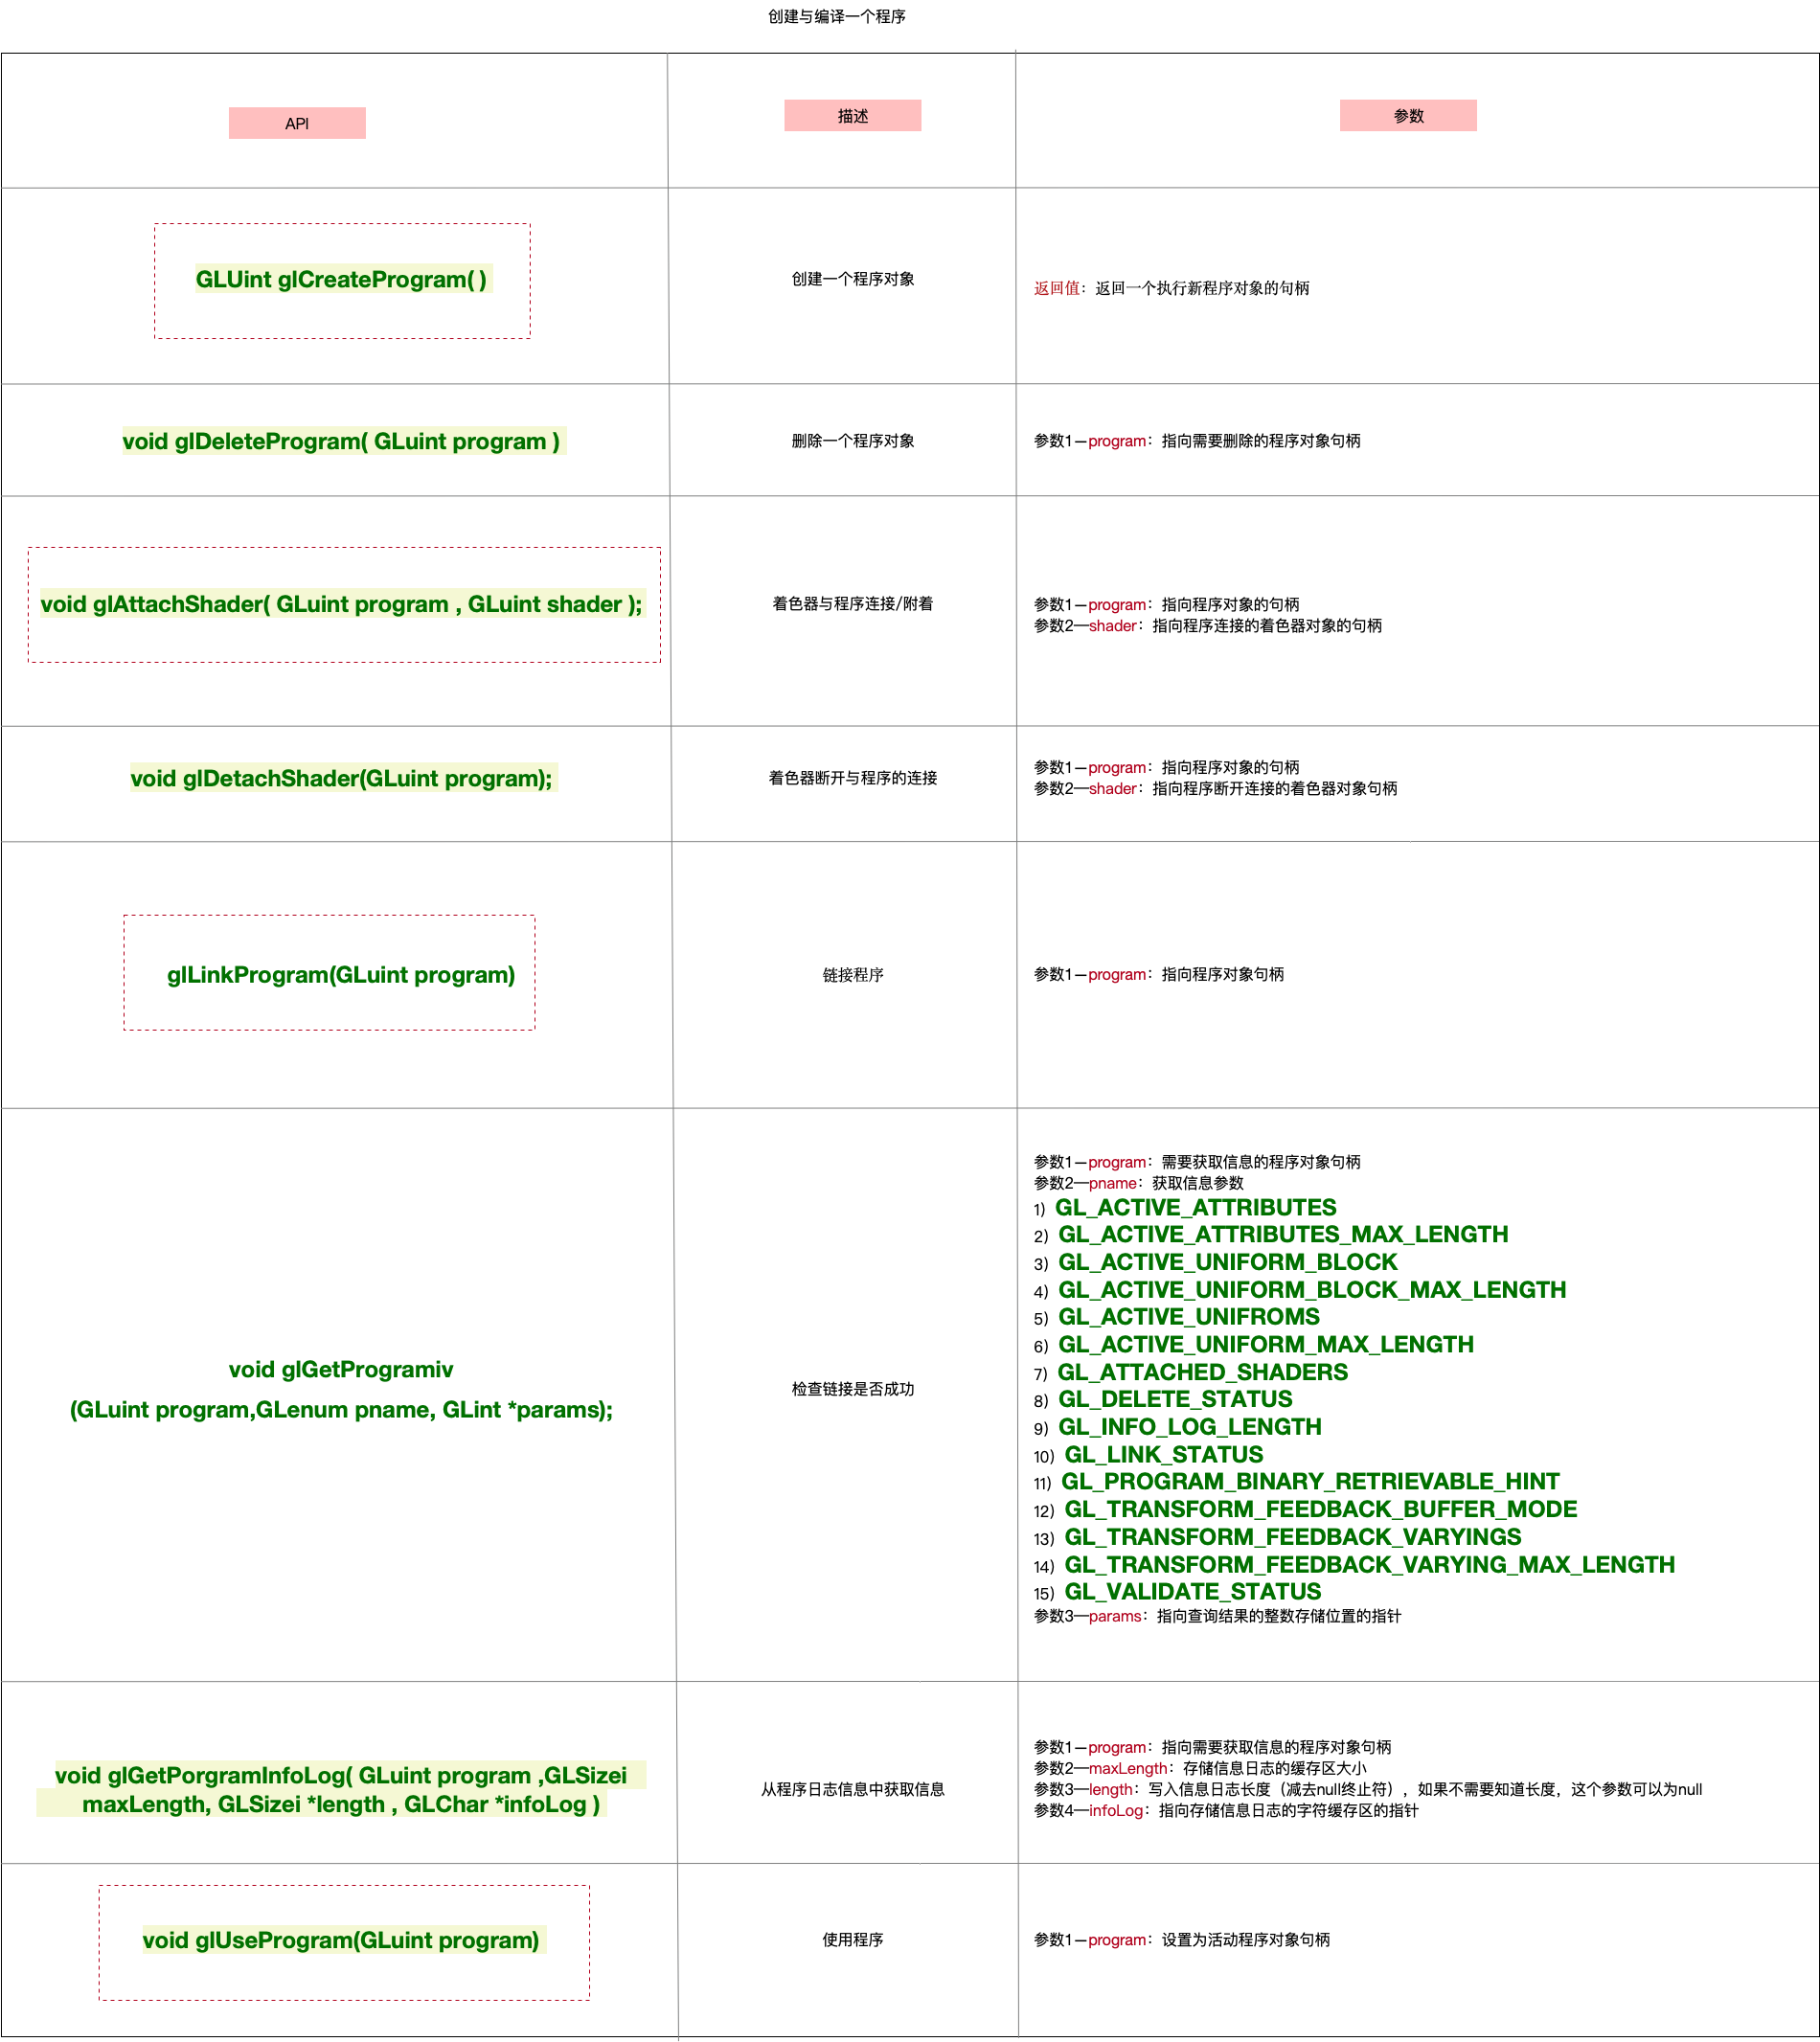 创建与编译一个程序
API
描述
参数
GLUint glCreateProgram( )
创建一个程序对象
返回值：返回一个执行新程序对象的句柄
void glDeleteProgram( GLuint program )
删除一个程序对象
参数1—program：指向需要删除的程序对象句柄
void glAttachShader( GLuint program , GLuint shader );
着色器与程序连接/附着
参数1—program：指向程序对象的句柄
参数2—shader：指向程序连接的着色器对象的句柄
void glDetachShader(GLuint program);
着色器断开与程序的连接
参数1—program：指向程序对象的句柄
参数2—shader：指向程序断开连接的着色器对象句柄
glLinkProgram(GLuint program)
链接程序
参数1—program：指向程序对象句柄
void glGetProgramiv
(GLuint program,GLenum pname, GLint *params);
检查链接是否成功
参数1—program：需要获取信息的程序对象句柄
参数2—pname：获取信息参数
1）GL_ACTIVE_ATTRIBUTES
2）GL_ACTIVE_ATTRIBUTES_MAX_LENGTH
3）GL_ACTIVE_UNIFORM_BLOCK
4）GL_ACTIVE_UNIFORM_BLOCK_MAX_LENGTH
5）GL_ACTIVE_UNIFROMS
6）GL_ACTIVE_UNIFORM_MAX_LENGTH
7）GL_ATTACHED_SHADERS
8）GL_DELETE_STATUS
9）GL_INFO_LOG_LENGTH
10）GL_LINK_STATUS
11）GL_PROGRAM_BINARY_RETRIEVABLE_HINT
12）GL_TRANSFORM_FEEDBACK_BUFFER_MODE
13）GL_TRANSFORM_FEEDBACK_VARYINGS
14）GL_TRANSFORM_FEEDBACK_VARYING_MAX_LENGTH
15）GL_VALIDATE_STATUS
参数3—params：指向查询结果的整数存储位置的指针
void glGetPorgramInfoLog( GLuint program ,GLSizei
maxLength, GLSizei *length , GLChar *infoLog )
从程序日志信息中获取信息
参数1—program：指向需要获取信息的程序对象句柄
参数2—maxLength：存储信息日志的缓存区大小
参数3—length：写入信息日志长度（减去null终止符），如果不需要知道长度，这个参数可以为null
参数4—infoLog：指向存储信息日志的字符缓存区的指针
void glUseProgram(GLuint program)
使用程序
参数1—program：设置为活动程序对象句柄